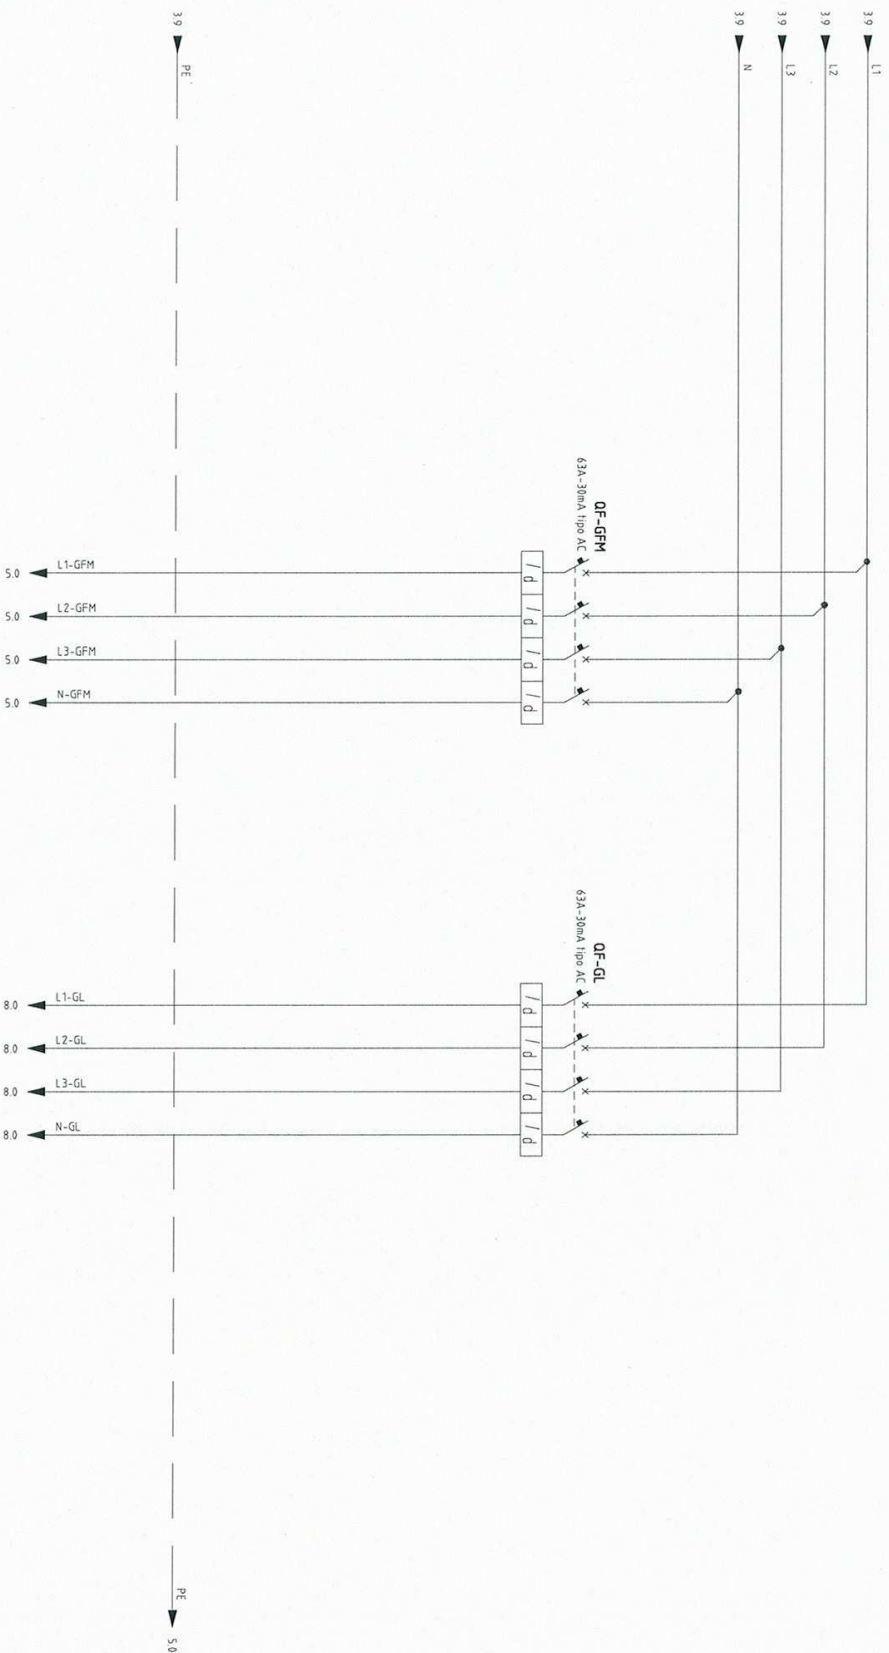 3.9 L1
3.9 L2
3.9 L3
3.9 N
QF-GFM
63A-30mA tipo AC
QF-GL
63A-30mA tipo AC
I d I d I d I d
I d I d I d I d
3.9 PE
PE 5.0
L1-GFM
L2-GFM
L3-GFM
N-GFM
L1-GL
L2-GL
L3-GL
N-GL
5.0
5.0
5.0
5.0
8.0
8.0
8.0
8.0